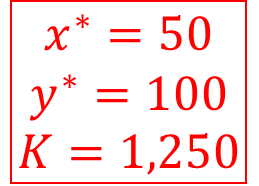 x* = 50
y* = 100
K = 1,250